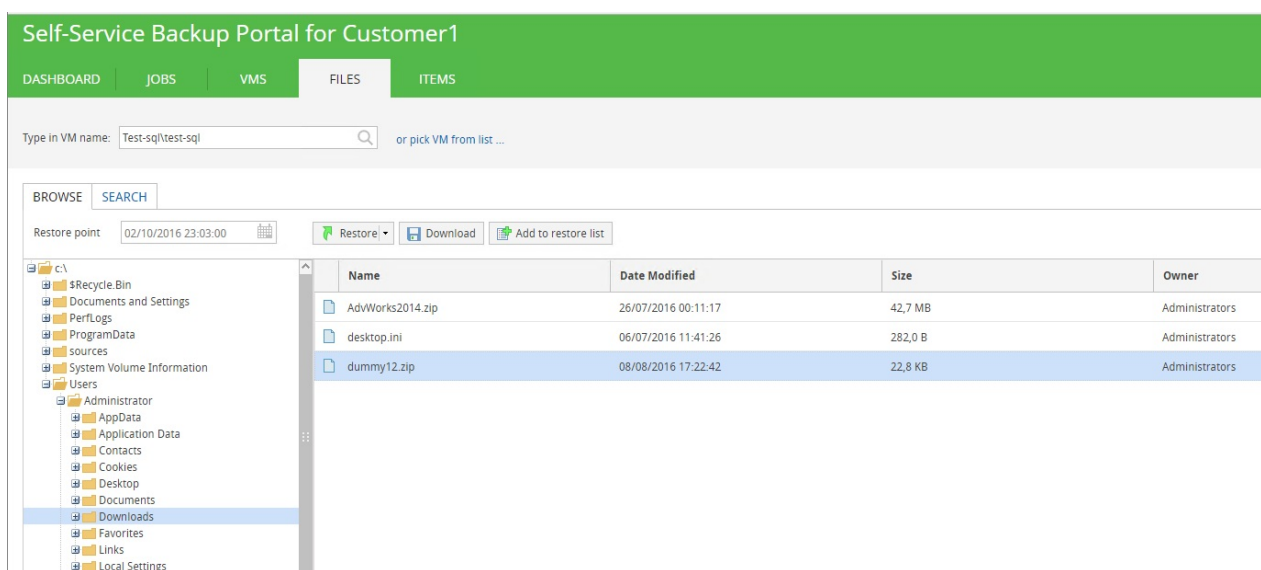 Self-Service Backup Portal for Customer1
DASHBOARD JOBS VMS FILES ITEMS
Type in VM name: Test-sql\test-sql or pick VM from list ...
BROWSE SEARCH
Restore point 02/10/2016 23:03:00 Restore Download Add to restore list
c:\
$Recycle.Bin
Documents and Settings
PerfLogs
ProgramData
sources
System Volume Information
Users
Administrator
AppData
Application Data
Contacts
Cookies
Desktop
Documents
Downloads
Favorites
Links
Local Settings
Name Date Modified Size Owner
AdvWorks2014.zip 26/07/2016 00:11:17 42,7 MB Administrators
desktop.ini 06/07/2016 11:41:26 282,0 B Administrators
dummy12.zip 08/08/2016 17:22:42 22,8 KB Administrators